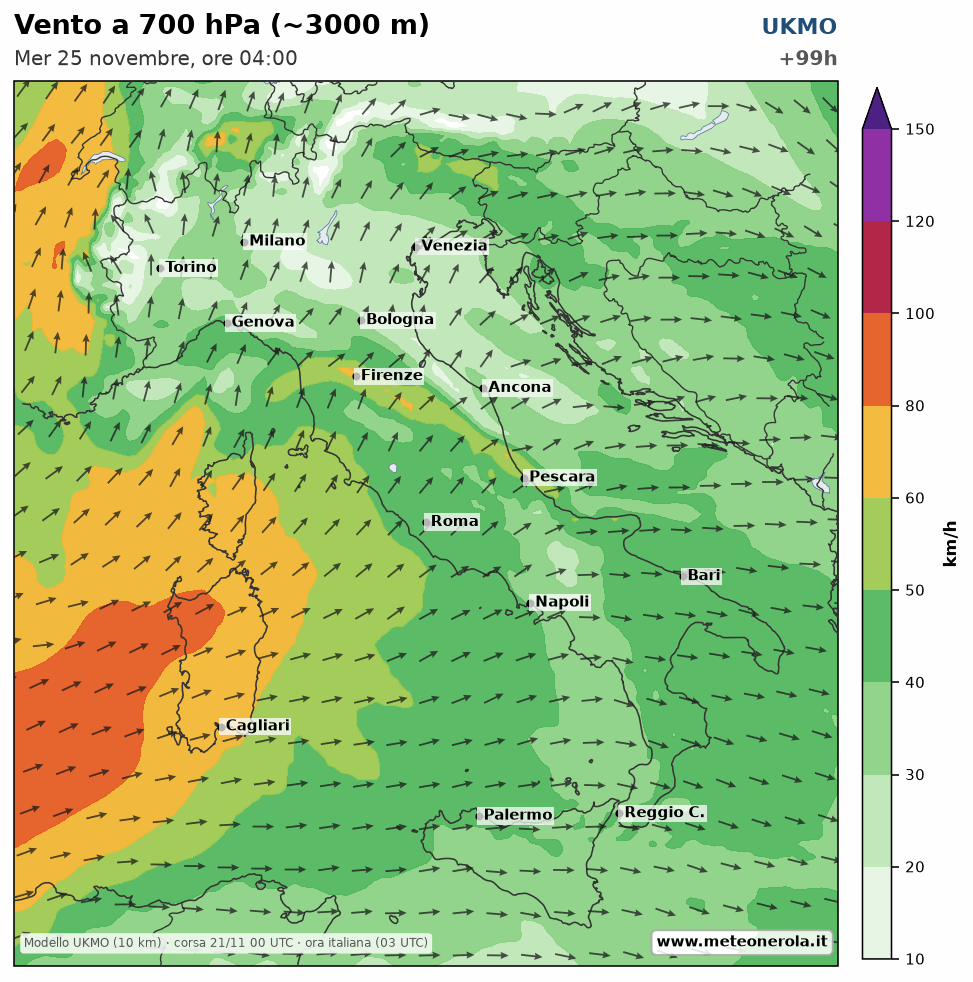 Vento a 700 hPa (~3000 m)
UKMO
Mer 25 novembre, ore 04:00
+99h
Milano
Venezia
Torino
Genova
Bologna
Firenze
Ancona
Pescara
Roma
Bari
Napoli
Cagliari
Palermo
Reggio C.
150
120
100
80
60
50
40
30
20
10
km/h
Modello UKMO (10 km) · corsa 21/11 00 UTC · ora italiana (03 UTC)
www.meteonerola.it